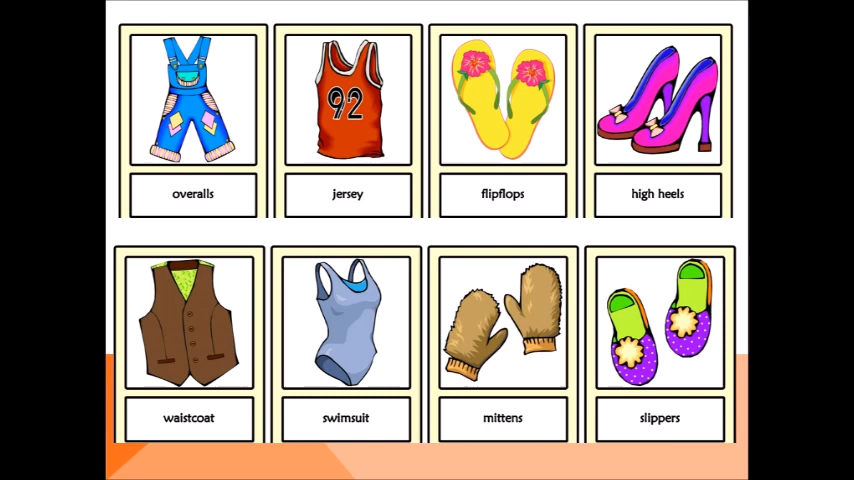 92
overalls
jersey
flipflops
high heels
waistcoat
swimsuit
mittens
slippers